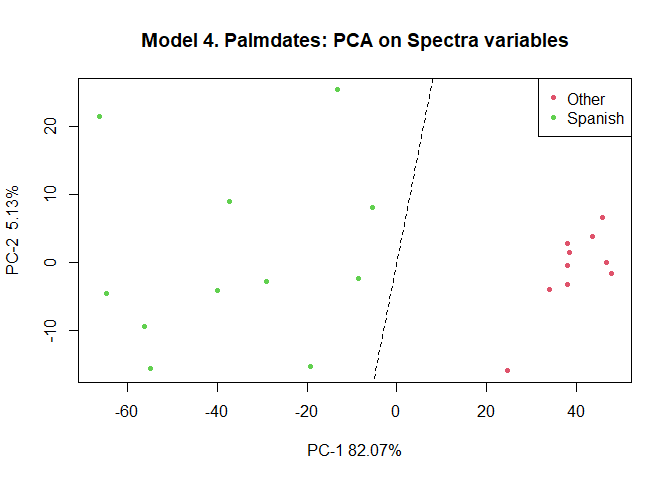 Model 4. Palmdates: PCA on Spectra variables
Other
Spanish
20
10
0
-10
PC-2 5.13%
-60
-40
-20
0
20
40
PC-1 82.07%